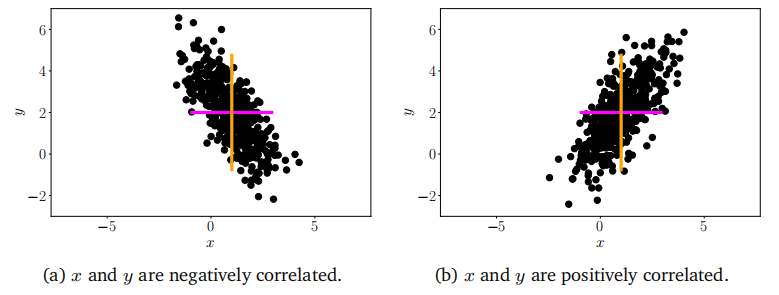 6
4
2
0
−2
y
−5
0
5
x
(a) x and y are negatively correlated.
6
4
2
0
−2
y
−5
0
5
x
(b) x and y are positively correlated.